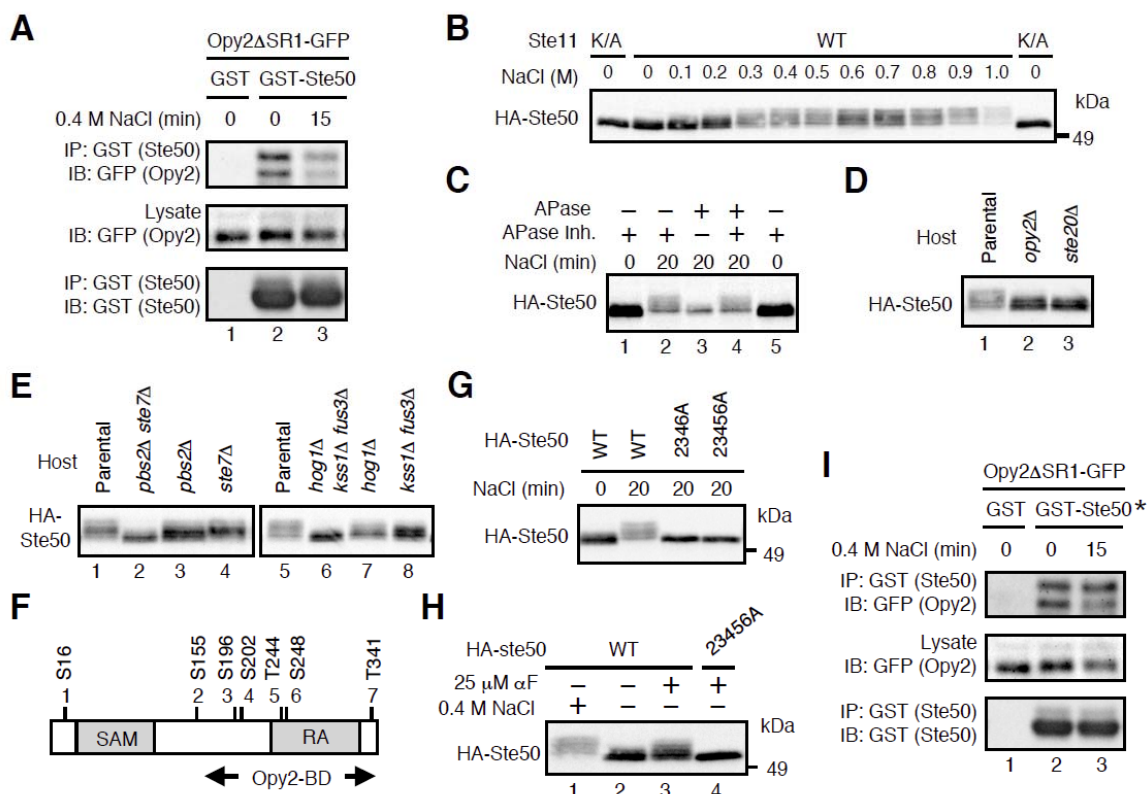 A
Opy2ΔSR1-GFP
GST GST-Ste50
0.4 M NaCl (min) 0 0 15
IP: GST (Ste50)
IB: GFP (Opy2)
Lysate
IB: GFP (Opy2)
IP: GST (Ste50)
IB: GST (Ste50)
1 2 3
B
Ste11 K/A WT K/A
NaCl (M) 0 0 0.1 0.2 0.3 0.4 0.5 0.6 0.7 0.8 0.9 1.0 0
HA-Ste50
kDa
49
C
APase – – + + –
APase Inh. + + – + +
NaCl (min) 0 20 20 20 0
HA-Ste50
1 2 3 4 5
D
Host Parental opy2Δ ste20Δ
HA-Ste50
1 2 3
E
Host Parental pbs2Δ ste7Δ pbs2Δ ste7Δ Parental hog1Δ kss1Δ fus3Δ hog1Δ kss1Δ fus3Δ
HA-
Ste50
1 2 3 4 5 6 7 8
F
S16 S155 S196 S202 T244 S248 T341
1 2 3 4 5 6 7
SAM RA
Opy2-BD
G
HA-Ste50 WT WT 2346A 23456A
NaCl (min) 0 20 20 20
HA-Ste50
kDa
49
H
HA-ste50 WT 23456A
25 µM αF – – + +
0.4 M NaCl + – – –
HA-Ste50
kDa
49
1 2 3 4
I
Opy2ΔSR1-GFP
GST GST-Ste50*
0.4 M NaCl (min) 0 0 15
IP: GST (Ste50)
IB: GFP (Opy2)
Lysate
IB: GFP (Opy2)
IP: GST (Ste50)
IB: GST (Ste50)
1 2 3